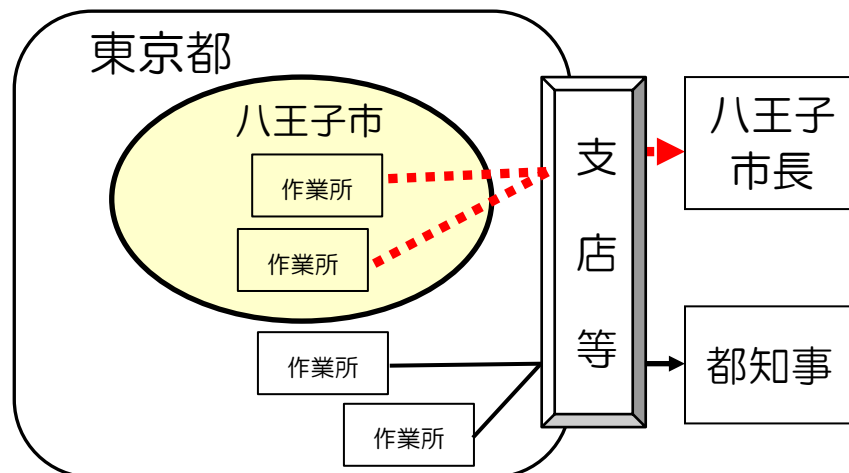 東京都
八王子市
作業所
作業所
作業所
作業所
支店等
八王子
市長
都知事